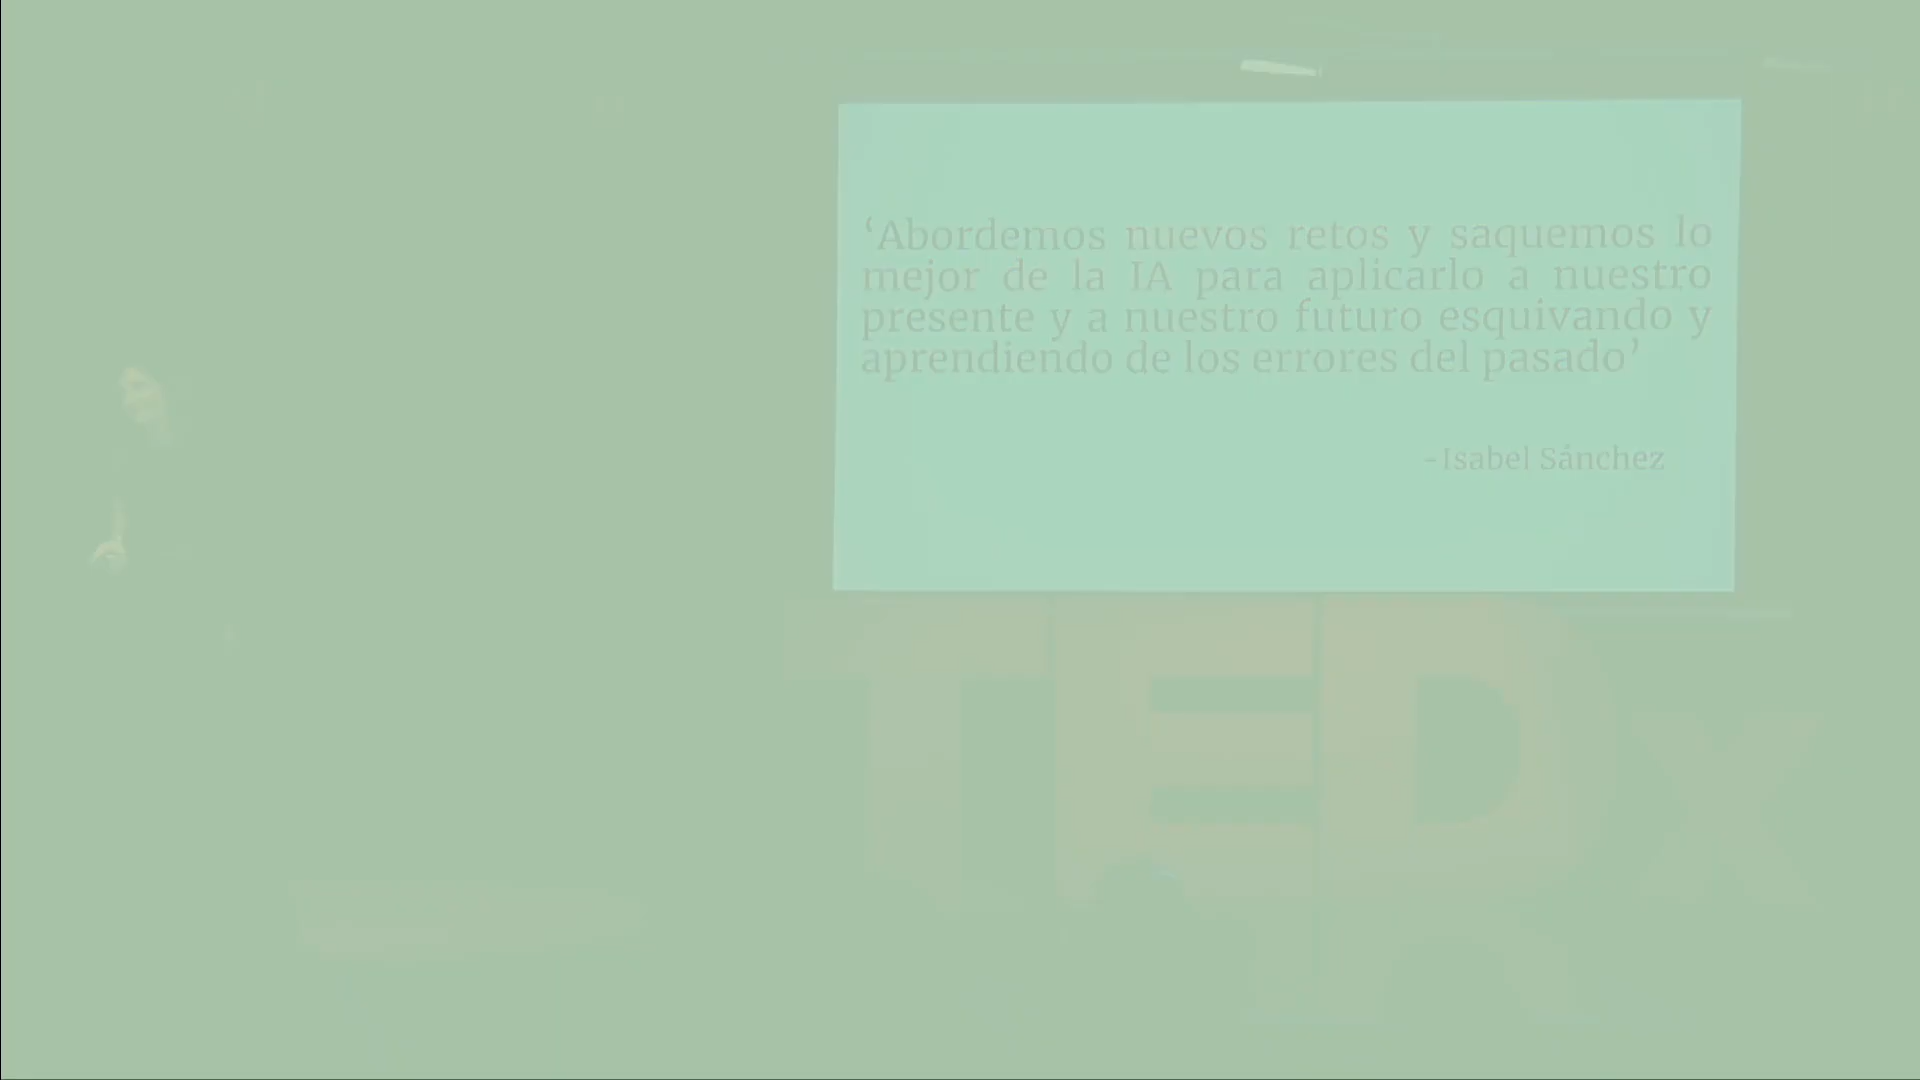 ‘Abordemos nuevos retos y saquemos lo
mejor de la IA para aplicarlo a nuestro
presente y a nuestro futuro esquivando y
aprendiendo de los errores del pasado’
-Isabel Sánchez
TEDx